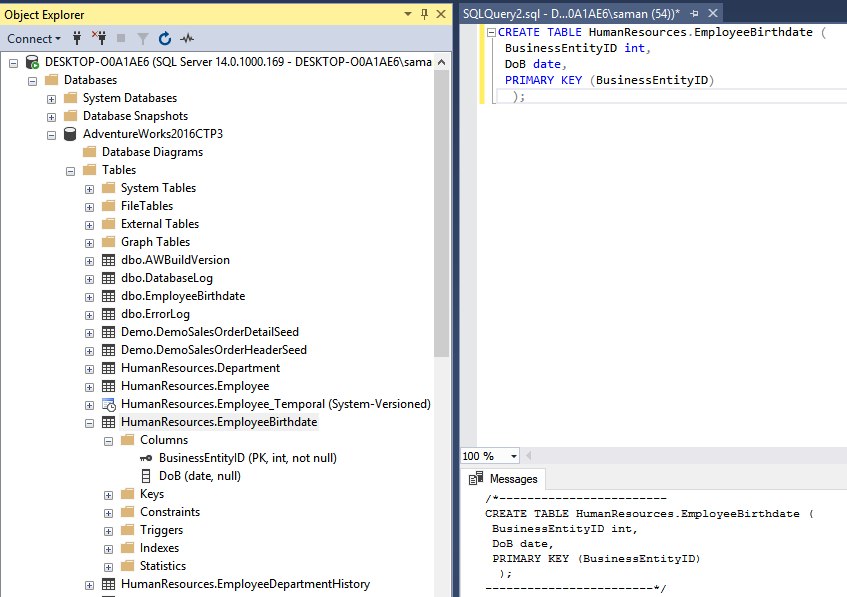 Object Explorer
Connect
DESKTOP-O0A1AE6 (SQL Server 14.0.1000.169 - DESKTOP-O0A1AE6\sama
Databases
System Databases
Database Snapshots
AdventureWorks2016CTP3
Database Diagrams
Tables
System Tables
FileTables
External Tables
Graph Tables
dbo.AWBuildVersion
dbo.DatabaseLog
dbo.EmployeeBirthdate
dbo.ErrorLog
Demo.DemoSalesOrderDetailSeed
Demo.DemoSalesOrderHeaderSeed
HumanResources.Department
HumanResources.Employee
HumanResources.Employee_Temporal (System-Versioned)
HumanResources.EmployeeBirthdate
Columns
BusinessEntityID (PK, int, not null)
DoB (date, null)
Keys
Constraints
Triggers
Indexes
Statistics
HumanResources.EmployeeDepartmentHistory
SQLQuery2.sql - D...0A1AE6\saman (54))*
CREATE TABLE HumanResources.EmployeeBirthdate (
BusinessEntityID int,
DoB date,
PRIMARY KEY (BusinessEntityID)
);
100 %
Messages
/*------------------------
CREATE TABLE HumanResources.EmployeeBirthdate (
BusinessEntityID int,
DoB date,
PRIMARY KEY (BusinessEntityID)
);
------------------------*/